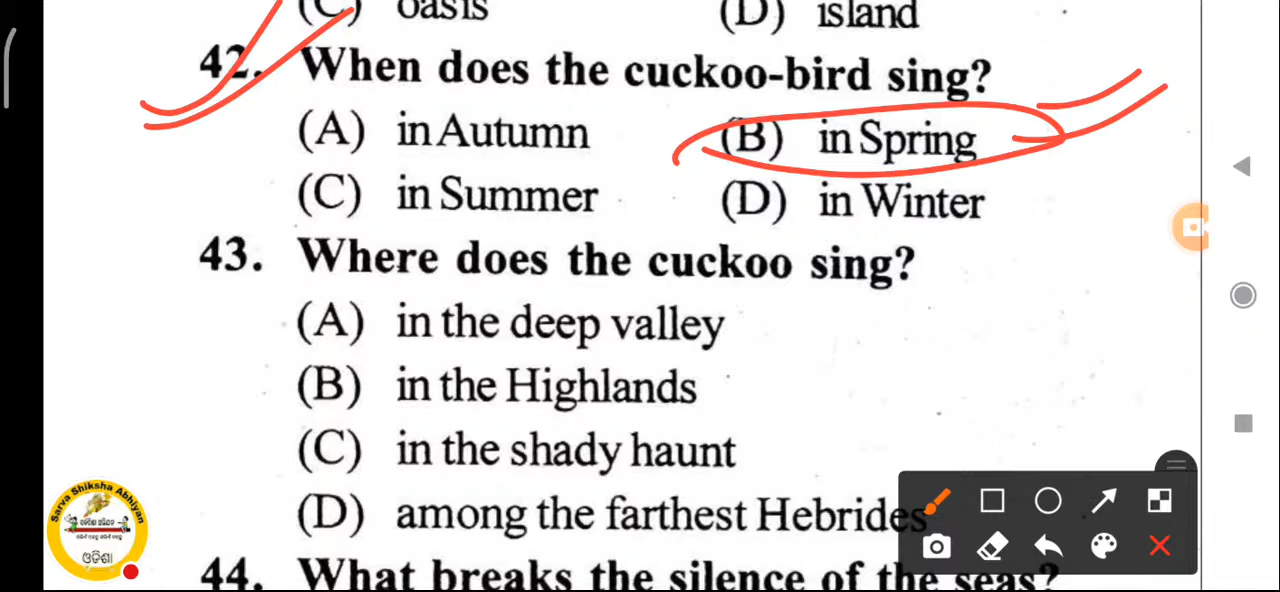 (C) oasis (D) island
42. When does the cuckoo-bird sing?
(A) in Autumn (B) in Spring
(C) in Summer (D) in Winter
43. Where does the cuckoo sing?
(A) in the deep valley
(B) in the Highlands
(C) in the shady haunt
(D) among the farthest Hebrides
44. What breaks the silence of the seas?
Sarva Shiksha Abhiyan
ଓଡିଶା